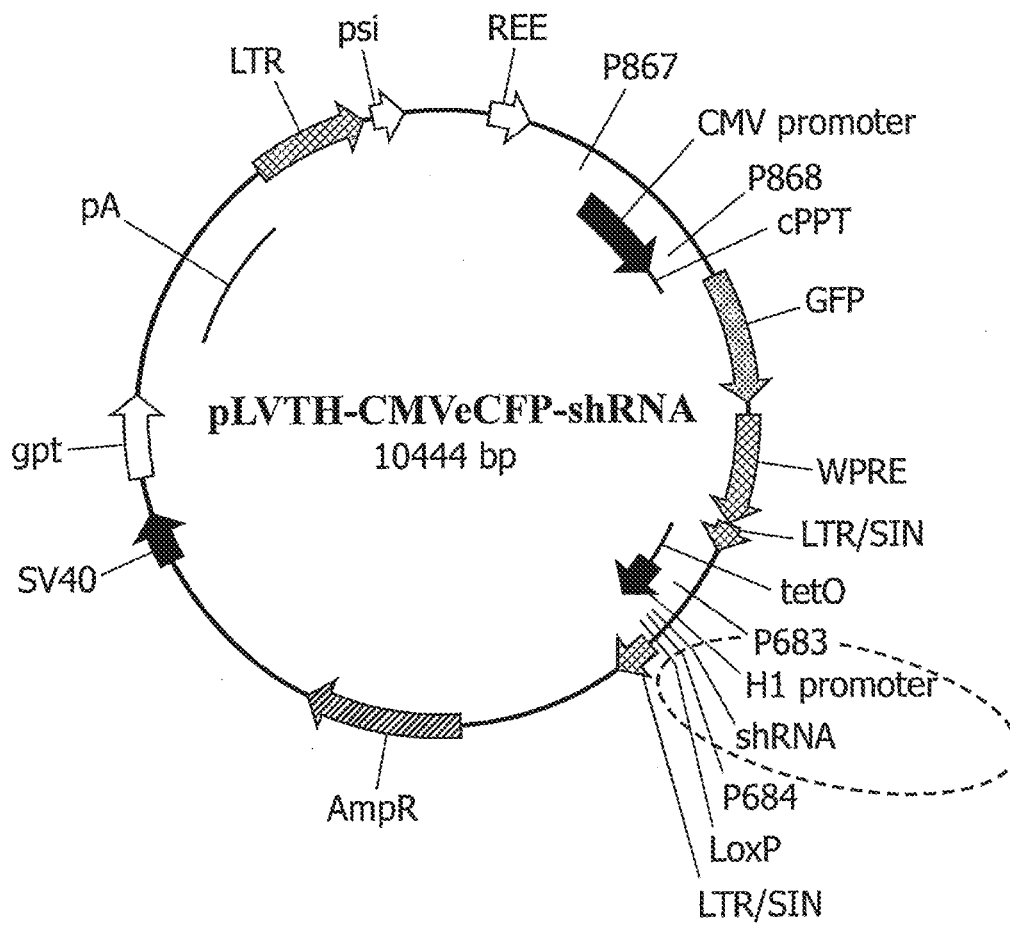 psi
REE
LTR
P867
CMV promoter
P868
cPPT
pA
GFP
pLVTH-CMVeCFP-shRNA
10444 bp
gpt
WPRE
LTR/SIN
SV40
tetO
P683
H1 promoter
shRNA
P684
AmpR
LoxP
LTR/SIN